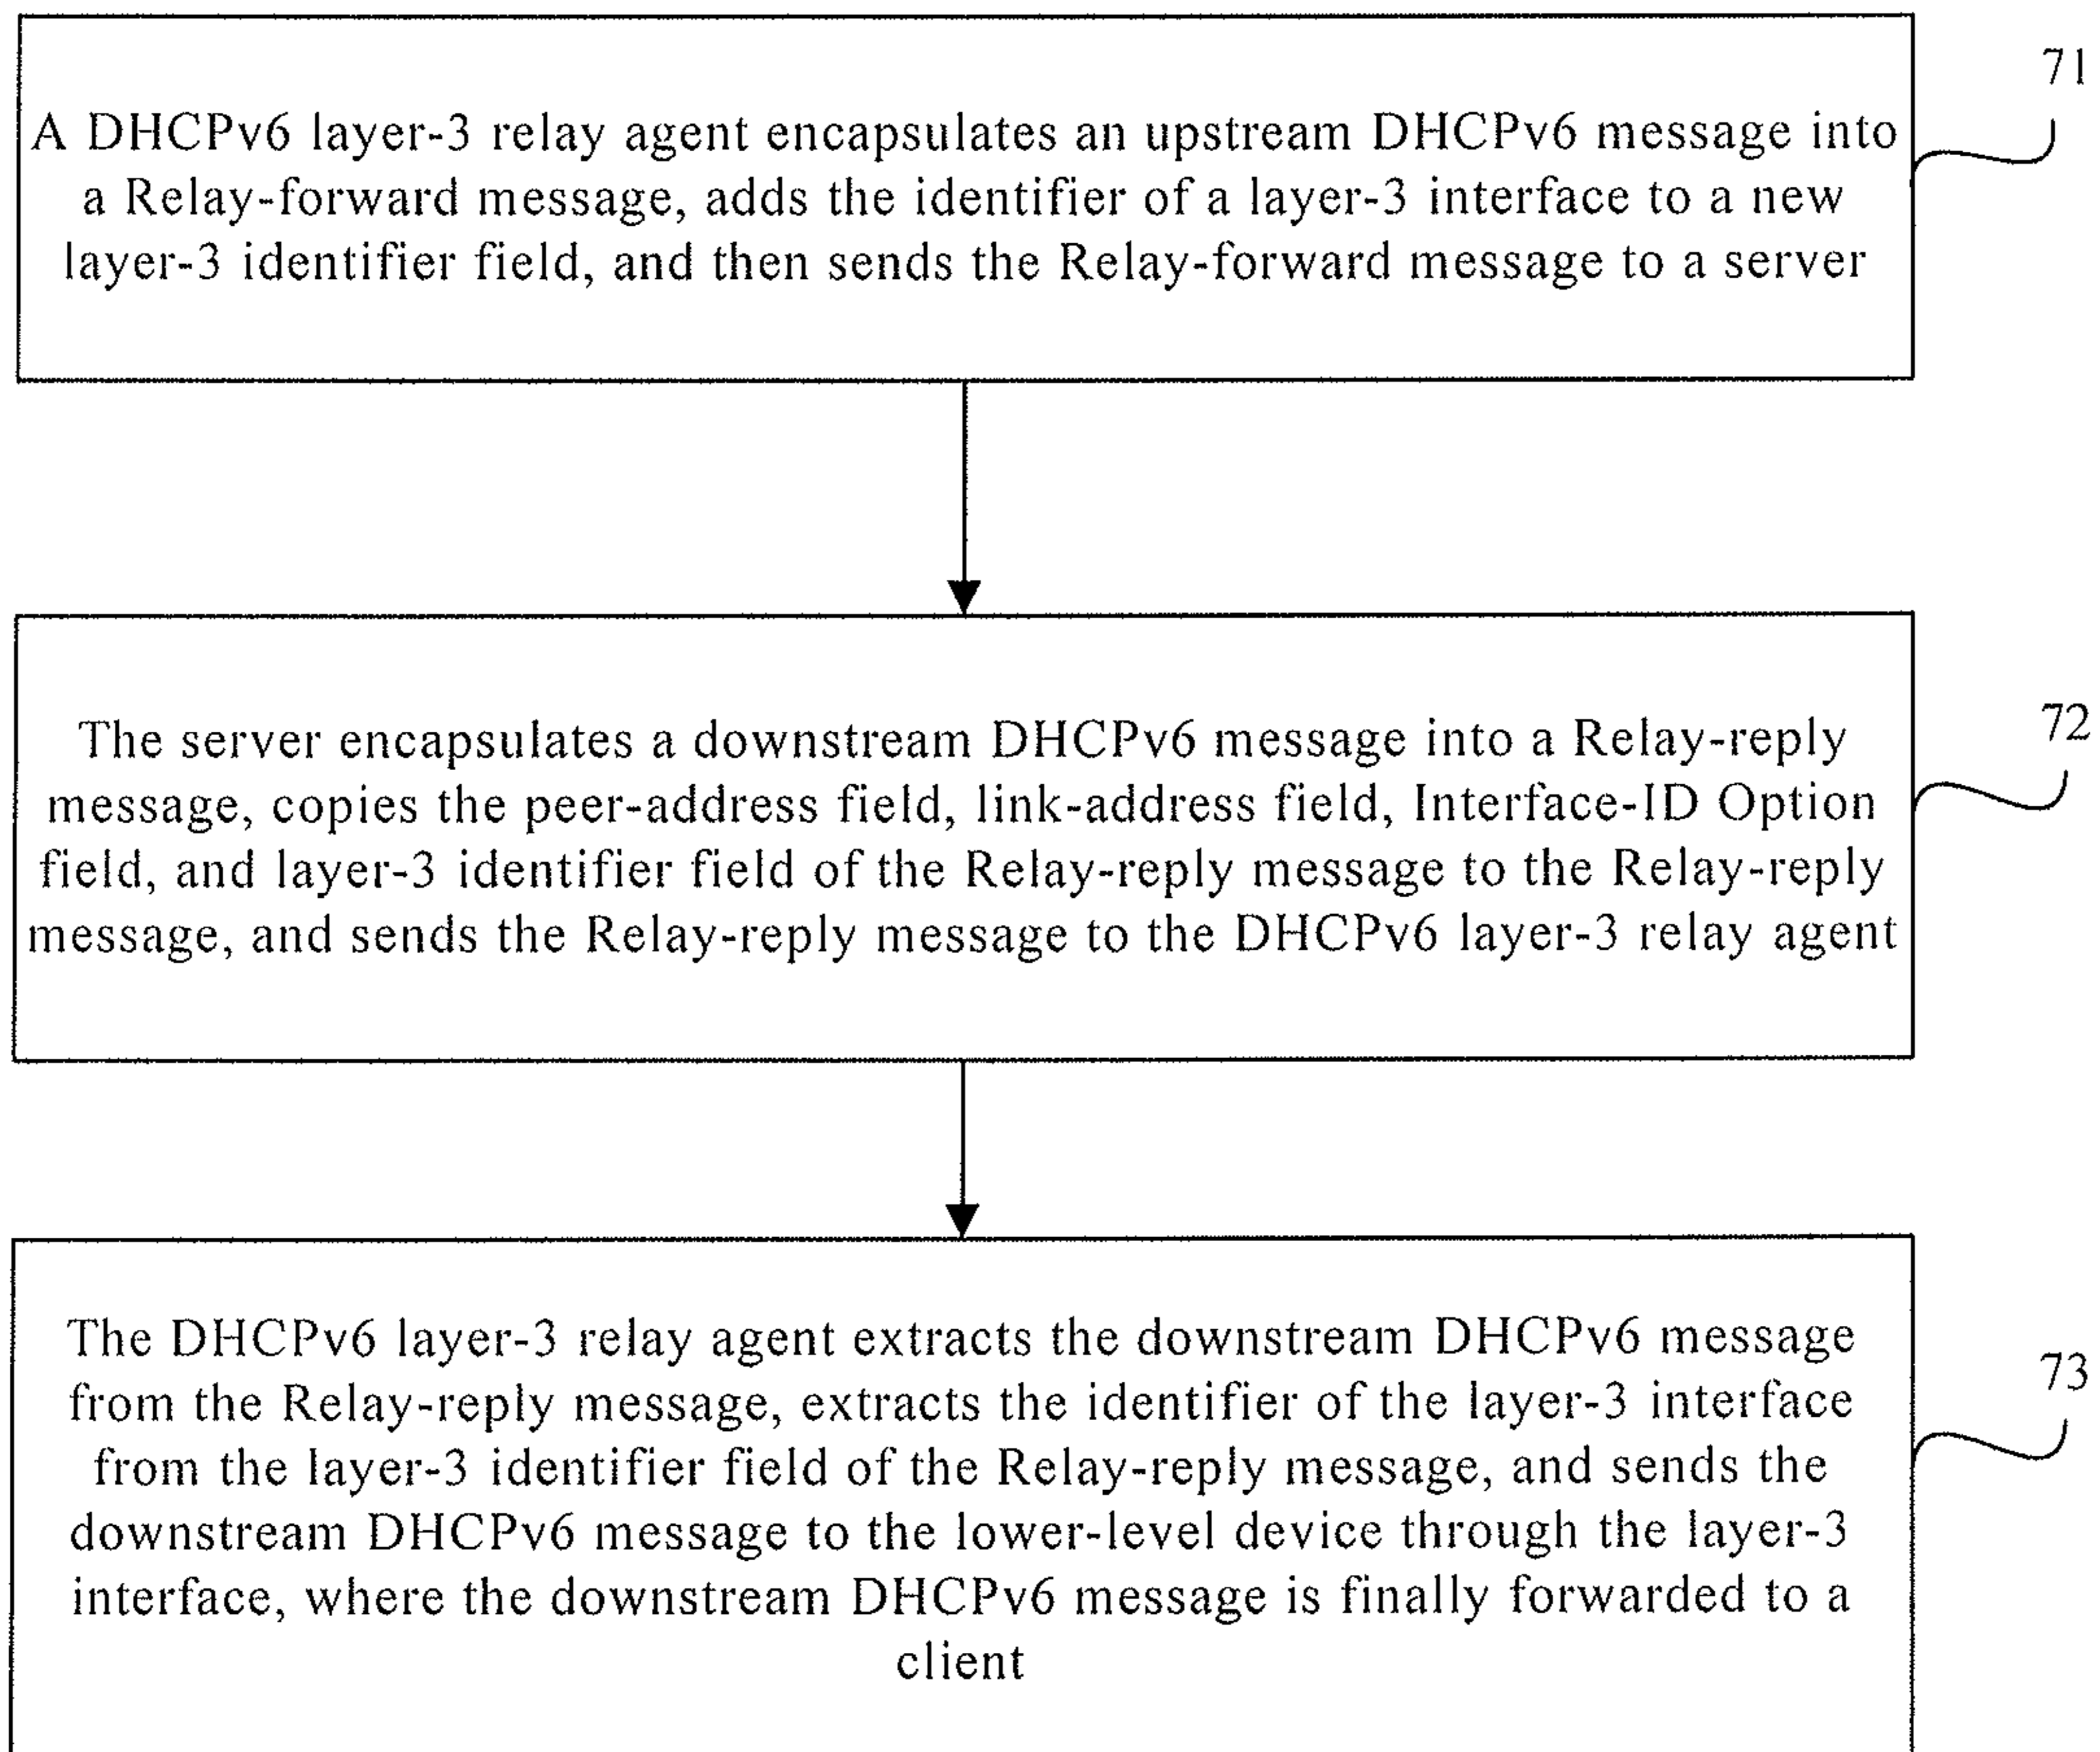 71
A DHCPv6 layer-3 relay agent encapsulates an upstream DHCPv6 message into
a Relay-forward message, adds the identifier of a layer-3 interface to a new
layer-3 identifier field, and then sends the Relay-forward message to a server
72
The server encapsulates a downstream DHCPv6 message into a Relay-reply
message, copies the peer-address field, link-address field, Interface-ID Option
field, and layer-3 identifier field of the Relay-reply message to the Relay-reply
message, and sends the Relay-reply message to the DHCPv6 layer-3 relay agent
73
The DHCPv6 layer-3 relay agent extracts the downstream DHCPv6 message
from the Relay-reply message, extracts the identifier of the layer-3 interface
from the layer-3 identifier field of the Relay-reply message, and sends the
downstream DHCPv6 message to the lower-level device through the layer-3
interface, where the downstream DHCPv6 message is finally forwarded to a
client